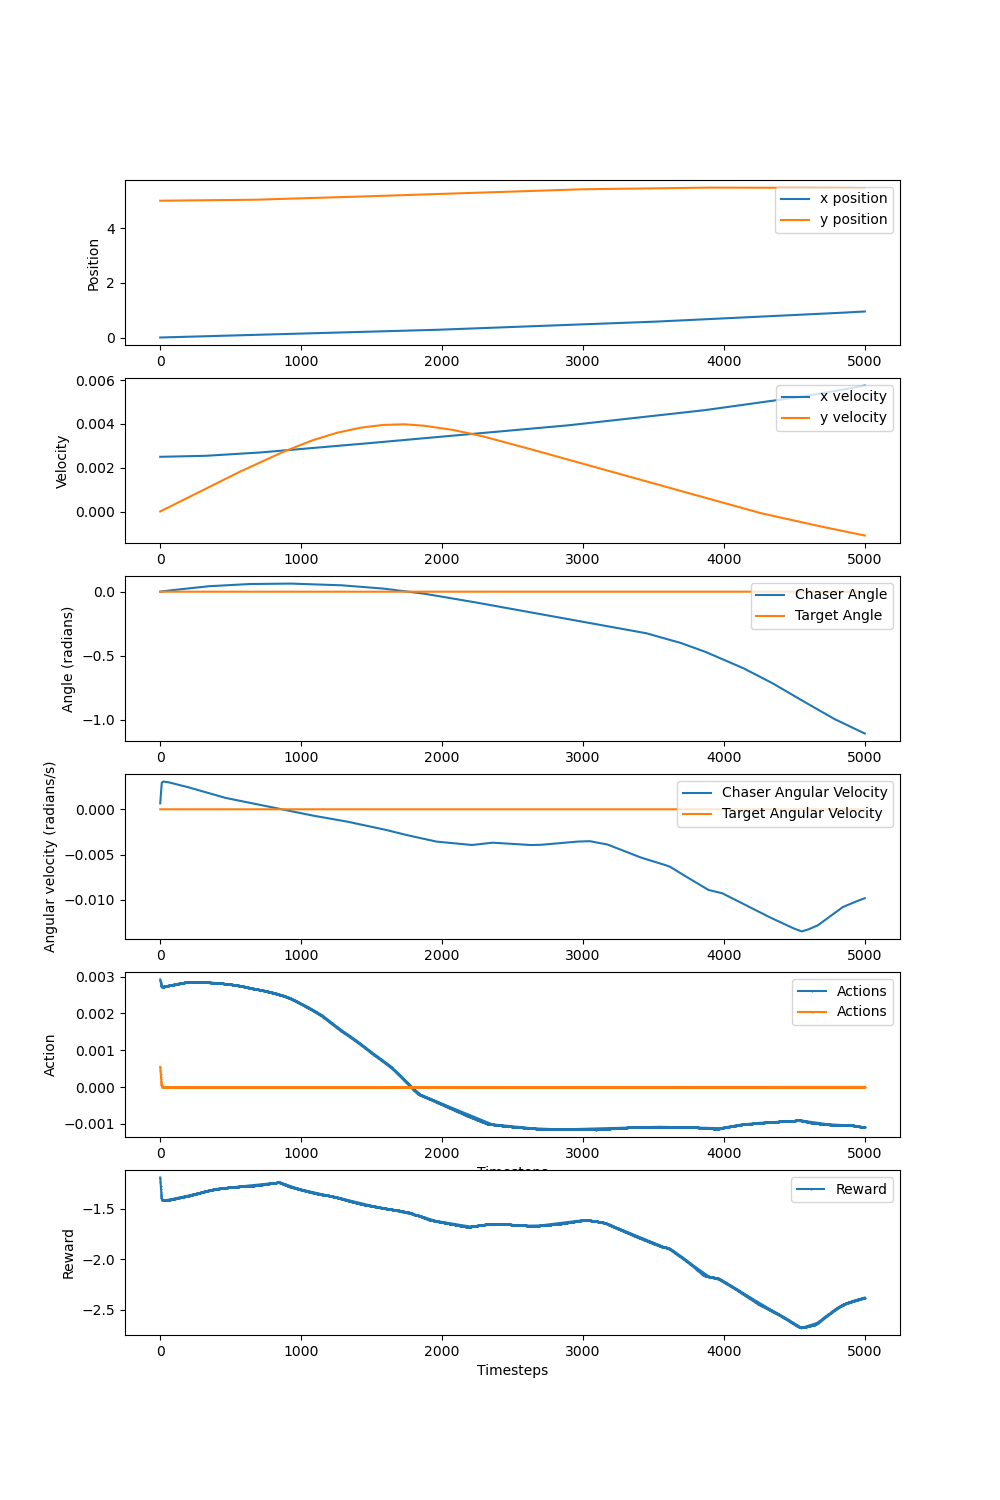 Position
4
2
0
x position
y position
0 1000 2000 3000 4000 5000
Velocity
0.006
0.004
0.002
0.000
x velocity
y velocity
0 1000 2000 3000 4000 5000
Angle (radians)
0.0
−0.5
−1.0
Chaser Angle
Target Angle
0 1000 2000 3000 4000 5000
Angular velocity (radians/s)
0.000
−0.005
−0.010
Chaser Angular Velocity
Target Angular Velocity
0 1000 2000 3000 4000 5000
Action
0.003
0.002
0.001
0.000
−0.001
Actions
Actions
0 1000 2000 3000 4000 5000
Timesteps
Reward
−1.5
−2.0
−2.5
Reward
0 1000 2000 3000 4000 5000
Timesteps